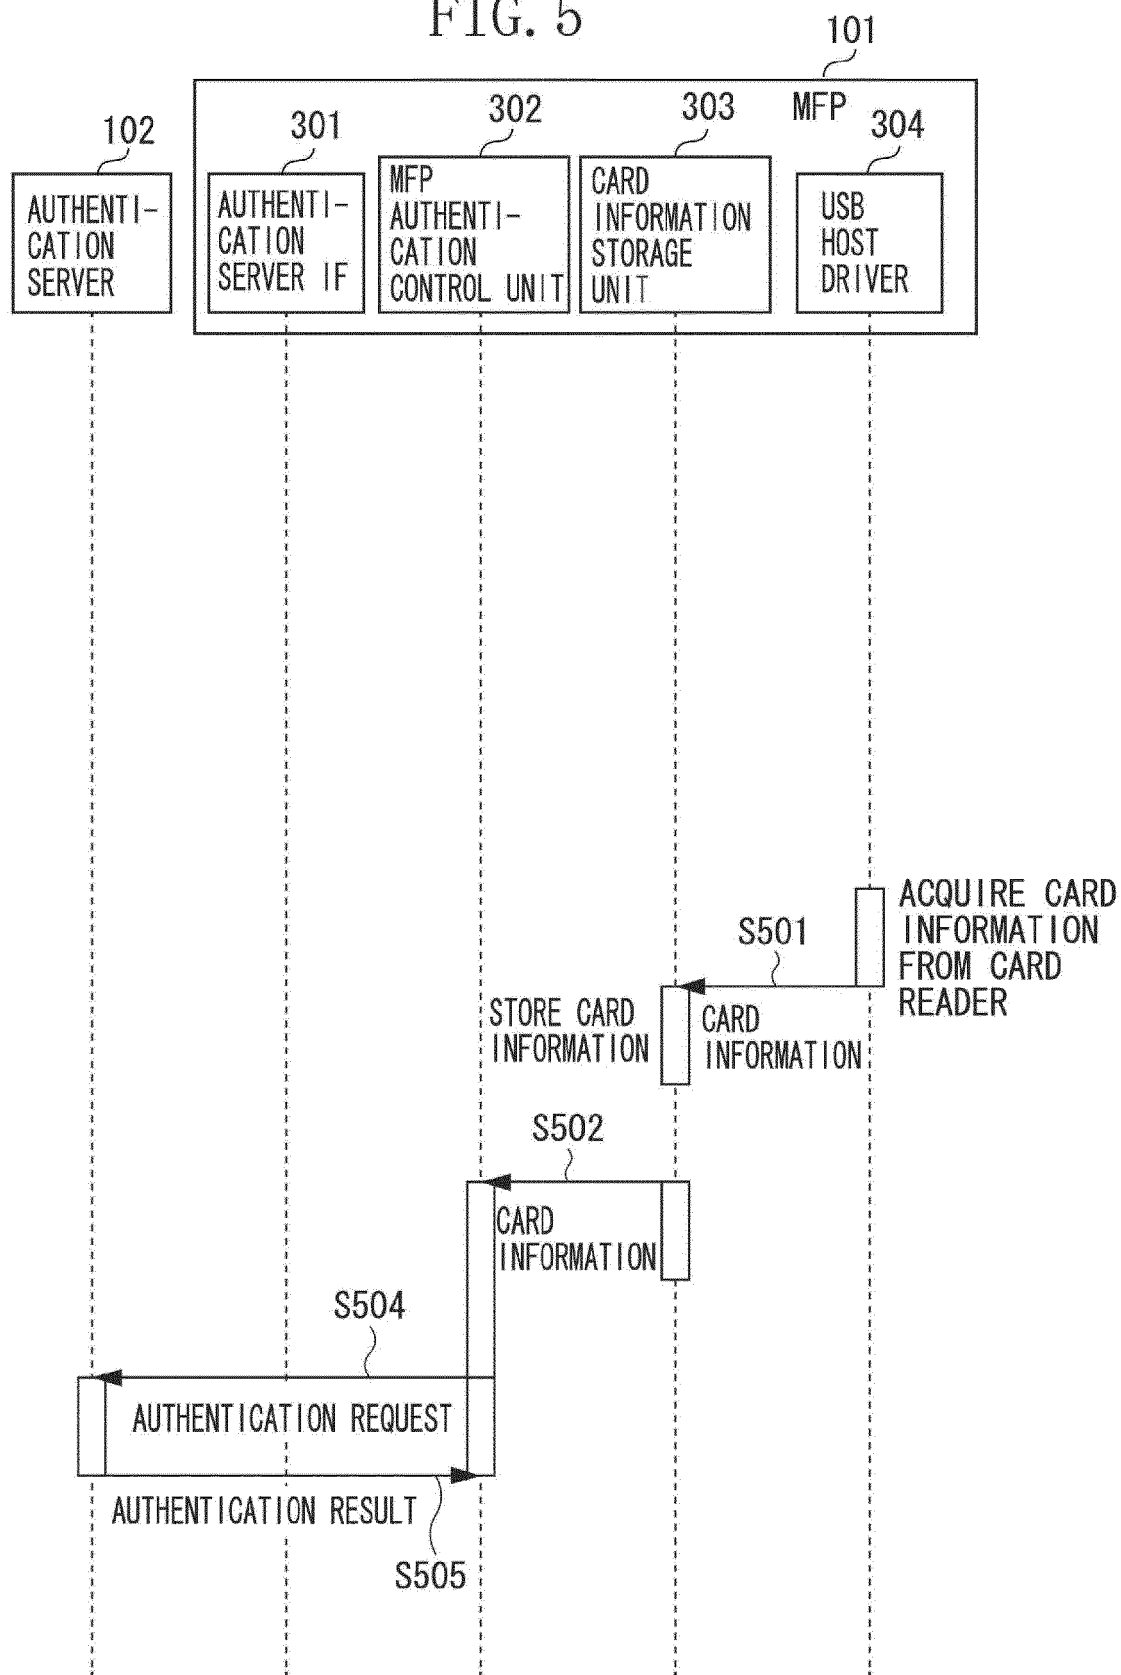 FIG. 5
101
MFP
102
301
302
303
304
AUTHENTI-
CATION
SERVER
AUTHENTI-
CATION
SERVER IF
MFP
AUTHENTI-
CATION
CONTROL UNIT
CARD
INFORMATION
STORAGE
UNIT
USB
HOST
DRIVER
ACQUIRE CARD
INFORMATION
FROM CARD
READER
S501
CARD
INFORMATION
STORE CARD
INFORMATION
S502
CARD
INFORMATION
S504
AUTHENTICATION REQUEST
AUTHENTICATION RESULT
S505